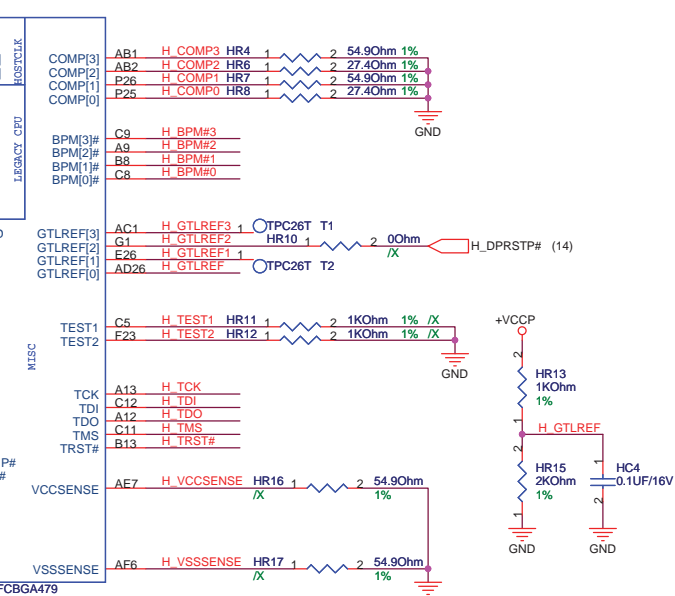 HOSTCLK
LEGACY CPU
MISC
COMP[3] AB1 H_COMP3 HR4 1 2 54.9Ohm 1%
COMP[2] AB2 H_COMP2 HR6 1 2 27.4Ohm 1%
COMP[1] P26 H_COMP1 HR7 1 2 54.9Ohm 1%
COMP[0] P25 H_COMP0 HR8 1 2 27.4Ohm 1%
GND
BPM[3]# C9 H_BPM#3
BPM[2]# A9 H_BPM#2
BPM[1]# B8 H_BPM#1
BPM[0]# C8 H_BPM#0
GTLREF[3] AC1 H_GTLREF3 1 TPC26T T1
GTLREF[2] G1 H_GTLREF2 HR10 1 2 0Ohm /X H_DPRSTP# (14)
GTLREF[1] E26 H_GTLREF1 1 TPC26T T2
GTLREF[0] AD26 H_GTLREF
TEST1 C5 H_TEST1 HR11 1 2 1KOhm 1% /X
TEST2 F23 H_TEST2 HR12 1 2 1KOhm 1% /X
GND
TCK A13 H_TCK
TDI C12 H_TDI
TDO A12 H_TDO
TMS C11 H_TMS
TRST# B13 H_TRST#
P#
#
VCCSENSE AE7 H_VCCSENSE HR16 1 2 54.9Ohm
/X 1%
VSSSENSE AF6 H_VSSSENSE HR17 1 2 54.9Ohm
/X 1%
FCBGA479
+VCCP
2
HR13
1KOhm
1%
1
H_GTLREF
2
HR15
2KOhm
1%
1
GND
1
HC4
0.1UF/16V
2
GND